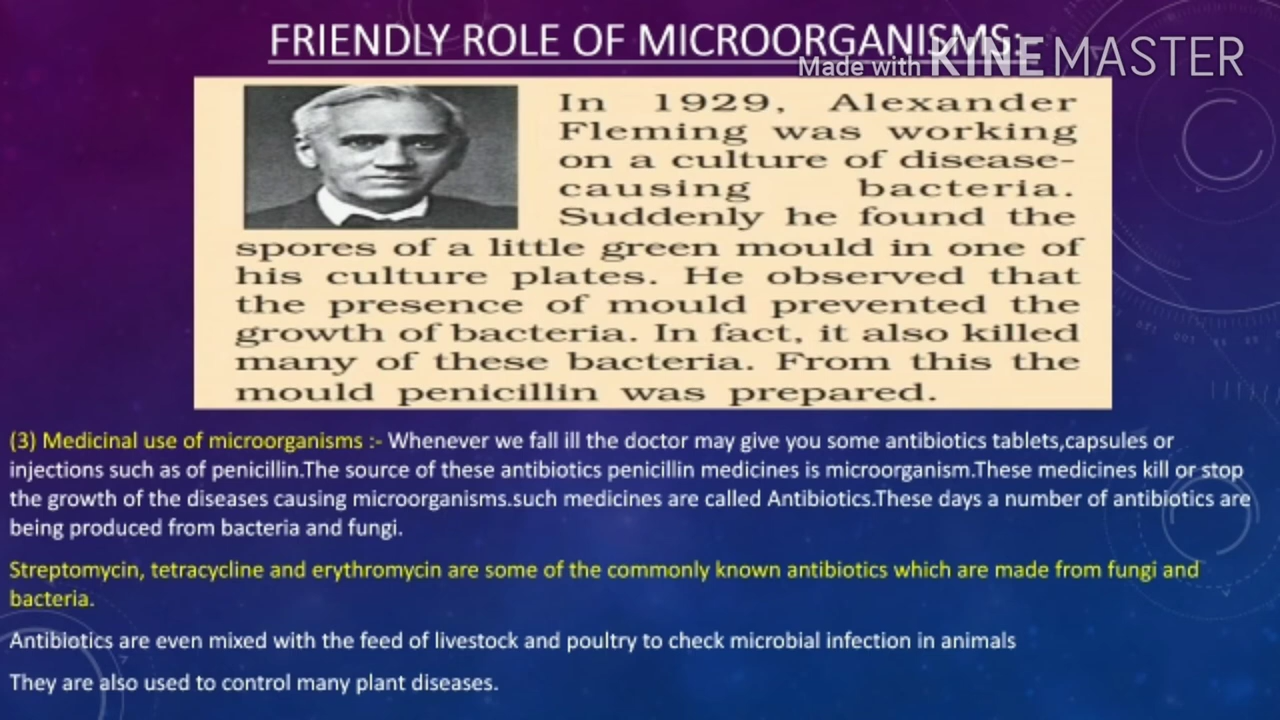 FRIENDLY ROLE OF MICROORGANISMS:
Made with KINEMASTER
In 1929, Alexander
Fleming was working
on a culture of disease-
causing bacteria.
Suddenly he found the
spores of a little green mould in one of
his culture plates. He observed that
the presence of mould prevented the
growth of bacteria. In fact, it also killed
many of these bacteria. From this the
mould penicillin was prepared.
(3) Medicinal use of microorganisms :- Whenever we fall ill the doctor may give you some antibiotics tablets,capsules or
injections such as of penicillin.The source of these antibiotics penicillin medicines is microorganism.These medicines kill or stop
the growth of the diseases causing microorganisms.such medicines are called Antibiotics.These days a number of antibiotics are
being produced from bacteria and fungi.
Streptomycin, tetracycline and erythromycin are some of the commonly known antibiotics which are made from fungi and
bacteria.
Antibiotics are even mixed with the feed of livestock and poultry to check microbial infection in animals
They are also used to control many plant diseases.